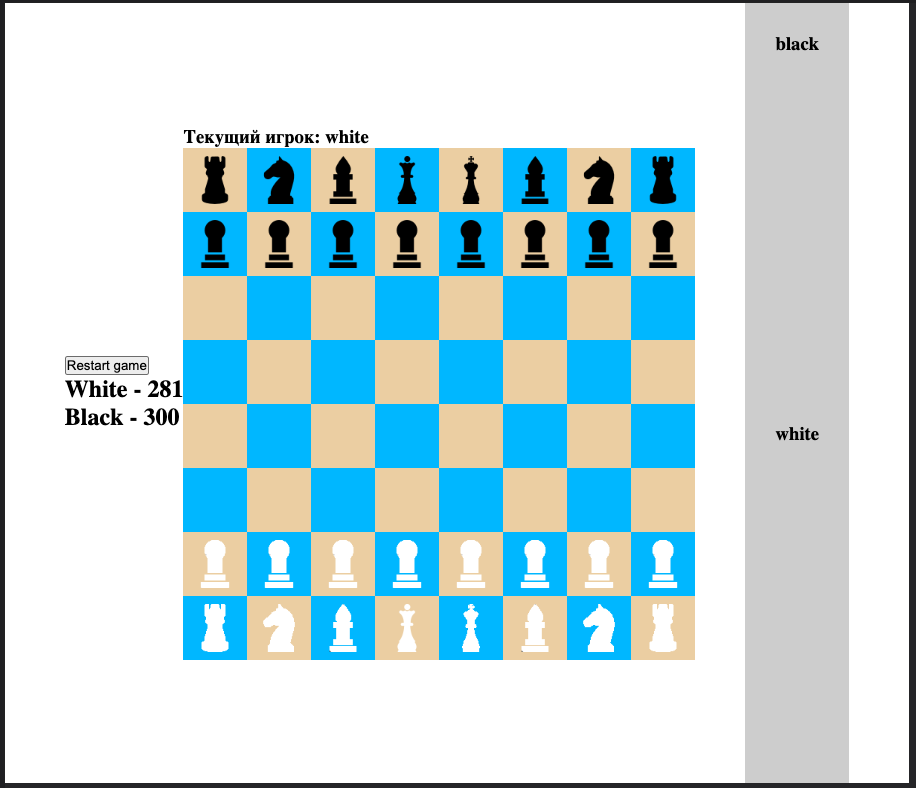 black
Текущий игрок: white
Restart game
White - 281
Black - 300
white